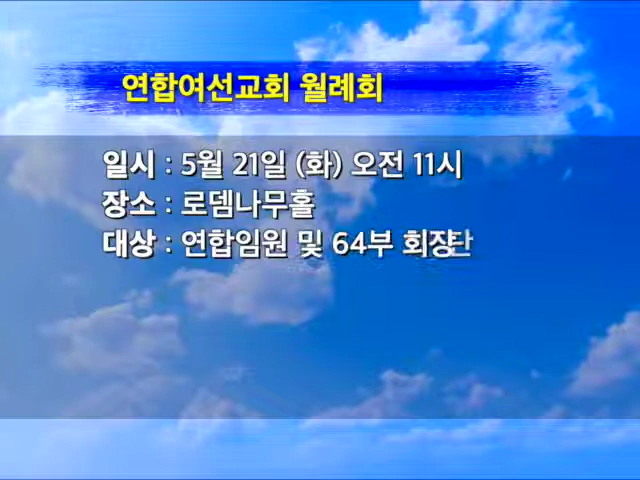 연합여선교회 월례회
일시 : 5월 21일 (화) 오전 11시
장소 : 로뎀나무홀
대상 : 연합임원 및 64부 회장단